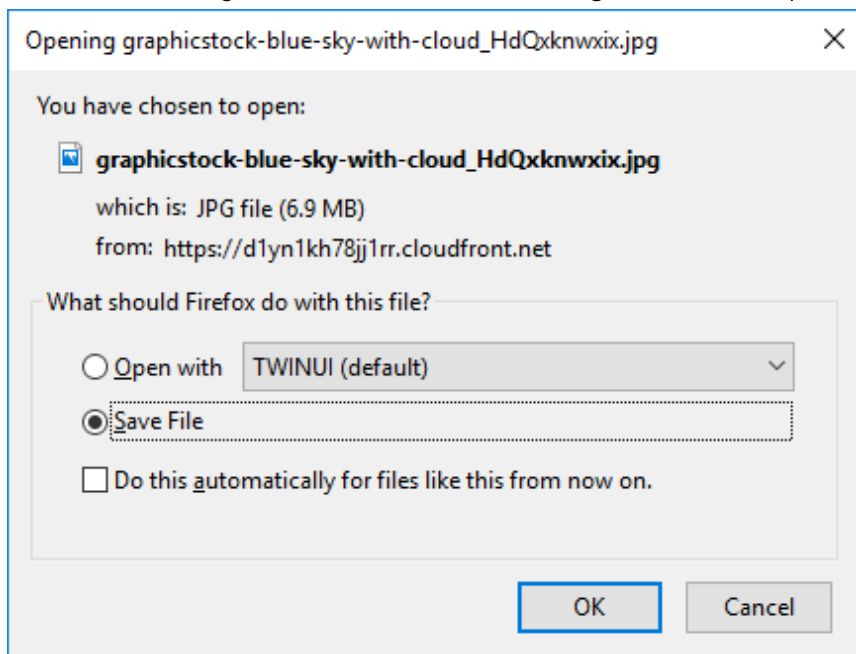 Opening graphicstock-blue-sky-with-cloud_HdQxknwxix.jpg
You have chosen to open:
graphicstock-blue-sky-with-cloud_HdQxknwxix.jpg
which is: JPG file (6.9 MB)
from: https://d1yn1kh78jj1rr.cloudfront.net
What should Firefox do with this file?
Open with TWINUI (default)
Save File
Do this automatically for files like this from now on.
OK Cancel